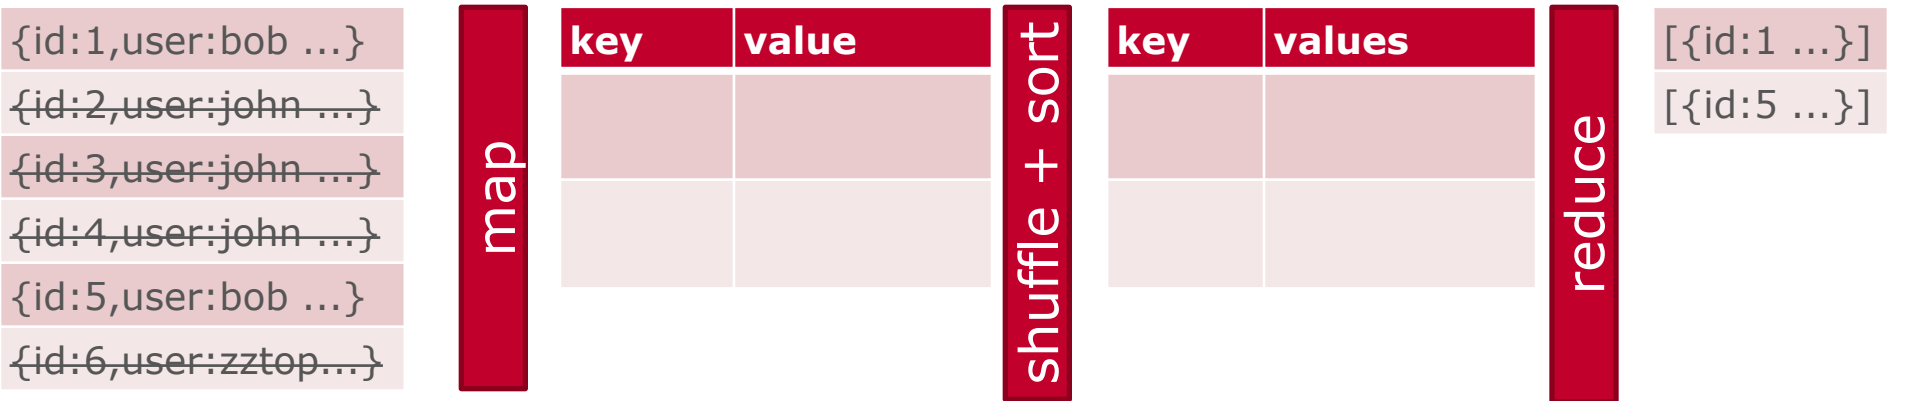 {id:1,user:bob ...}
{id:2,user:john ...}
{id:3,user:john ...}
{id:4,user:john ...}
{id:5,user:bob ...}
{id:6,user:zztop...}
map
key value
shuffle + sort
key values
reduce
[{id:1 ...}]
[{id:5 ...}]